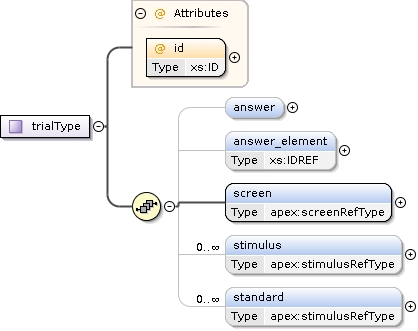 @ Attributes
@ id
Type xs:ID
trialType
answer
answer_element
Type xs:IDREF
screen
Type apex:screenRefType
0..∞
stimulus
Type apex:stimulusRefType
0..∞
standard
Type apex:stimulusRefType